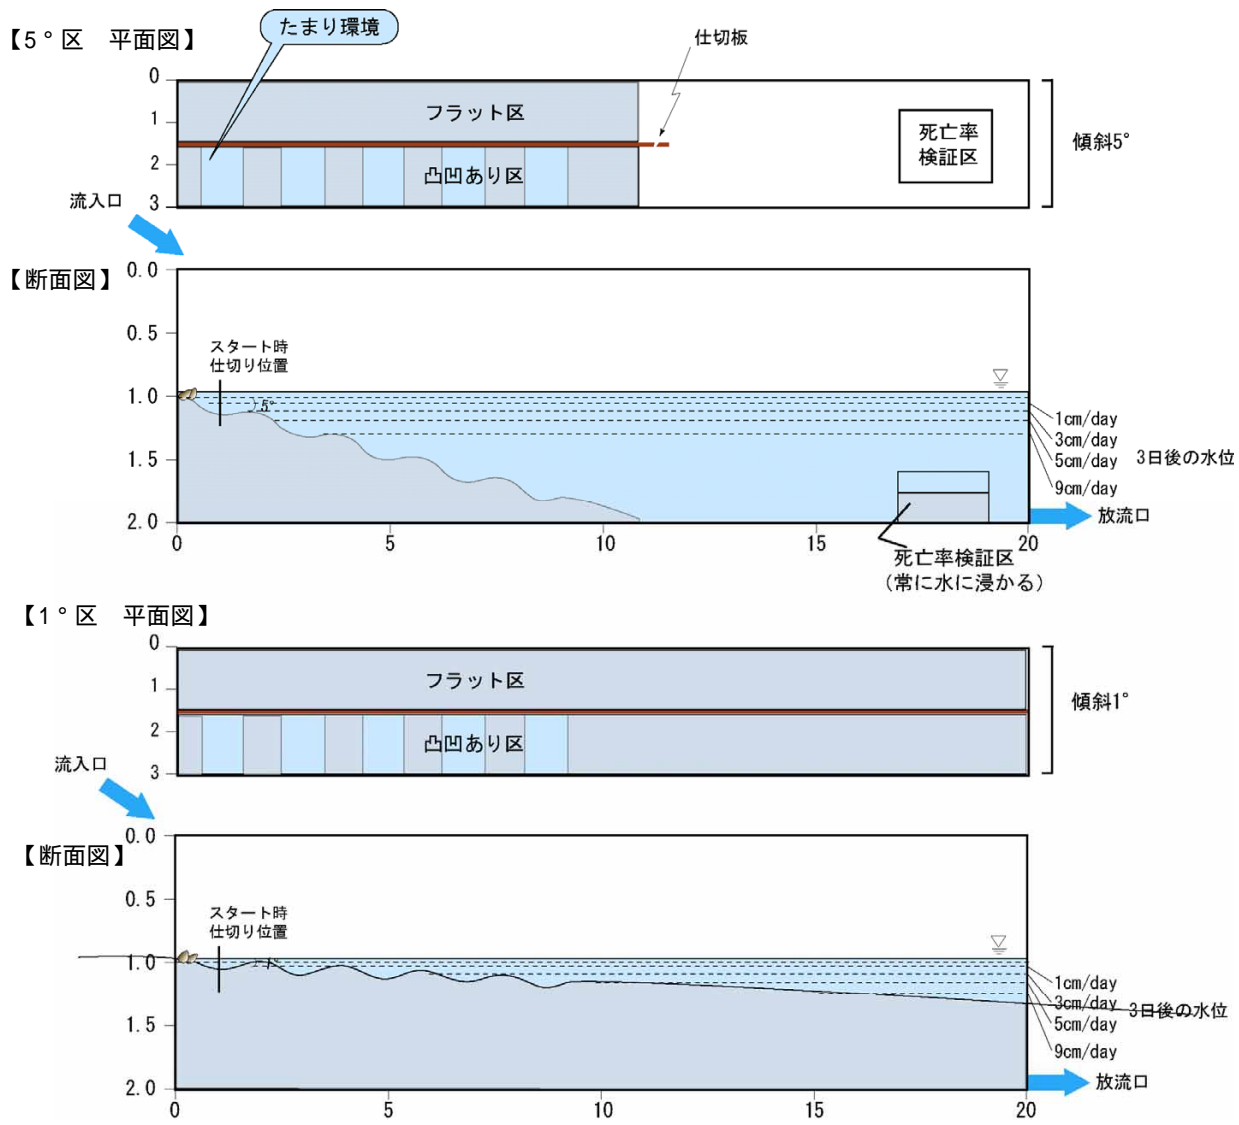 【5°区　平面図】
たまり環境
仕切板
0
1
2
3
フラット区
凸凹あり区
死亡率
検証区
傾斜5°
流入口
【断面図】
0.0
0.5
1.0
1.5
2.0
スタート時
仕切り位置
5°
1cm/day
3cm/day
5cm/day
9cm/day
3日後の水位
放流口
0
5
10
15
20
死亡率検証区
（常に水に浸かる）
【1°区　平面図】
0
1
2
3
フラット区
凸凹あり区
傾斜1°
流入口
【断面図】
0.0
0.5
1.0
1.5
2.0
スタート時
仕切り位置
1cm/day
3cm/day
5cm/day
9cm/day
3日後の水位
放流口
0
5
10
15
20